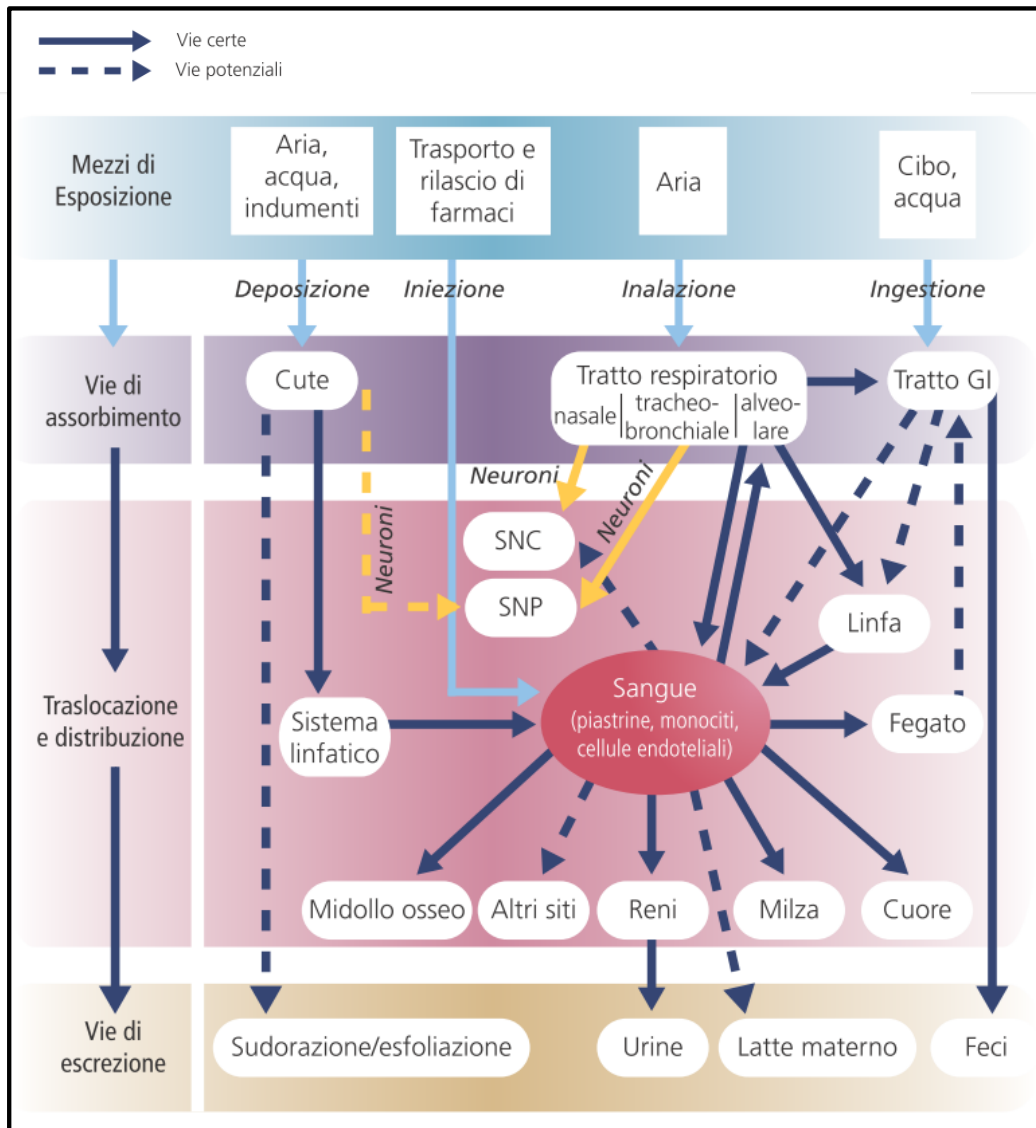 Vie certe
Vie potenziali
Mezzi di
Esposizione
Aria,
acqua,
indumenti
Trasporto e
rilascio di
farmaci
Aria
Cibo,
acqua
Deposizione
Iniezione
Inalazione
Ingestione
Vie di
assorbimento
Cute
Tratto respiratorio
nasale
tracheo-
bronchiale
alveo-
lare
Tratto GI
Neuroni
Neuroni
Neuroni
SNC
SNP
Linfa
Traslocazione
e distribuzione
Sistema
linfatico
Sangue
(piastrine, monociti,
cellule endoteliali)
Fegato
Midollo osseo
Altri siti
Reni
Milza
Cuore
Vie di
escrezione
Sudorazione/esfoliazione
Urine
Latte materno
Feci